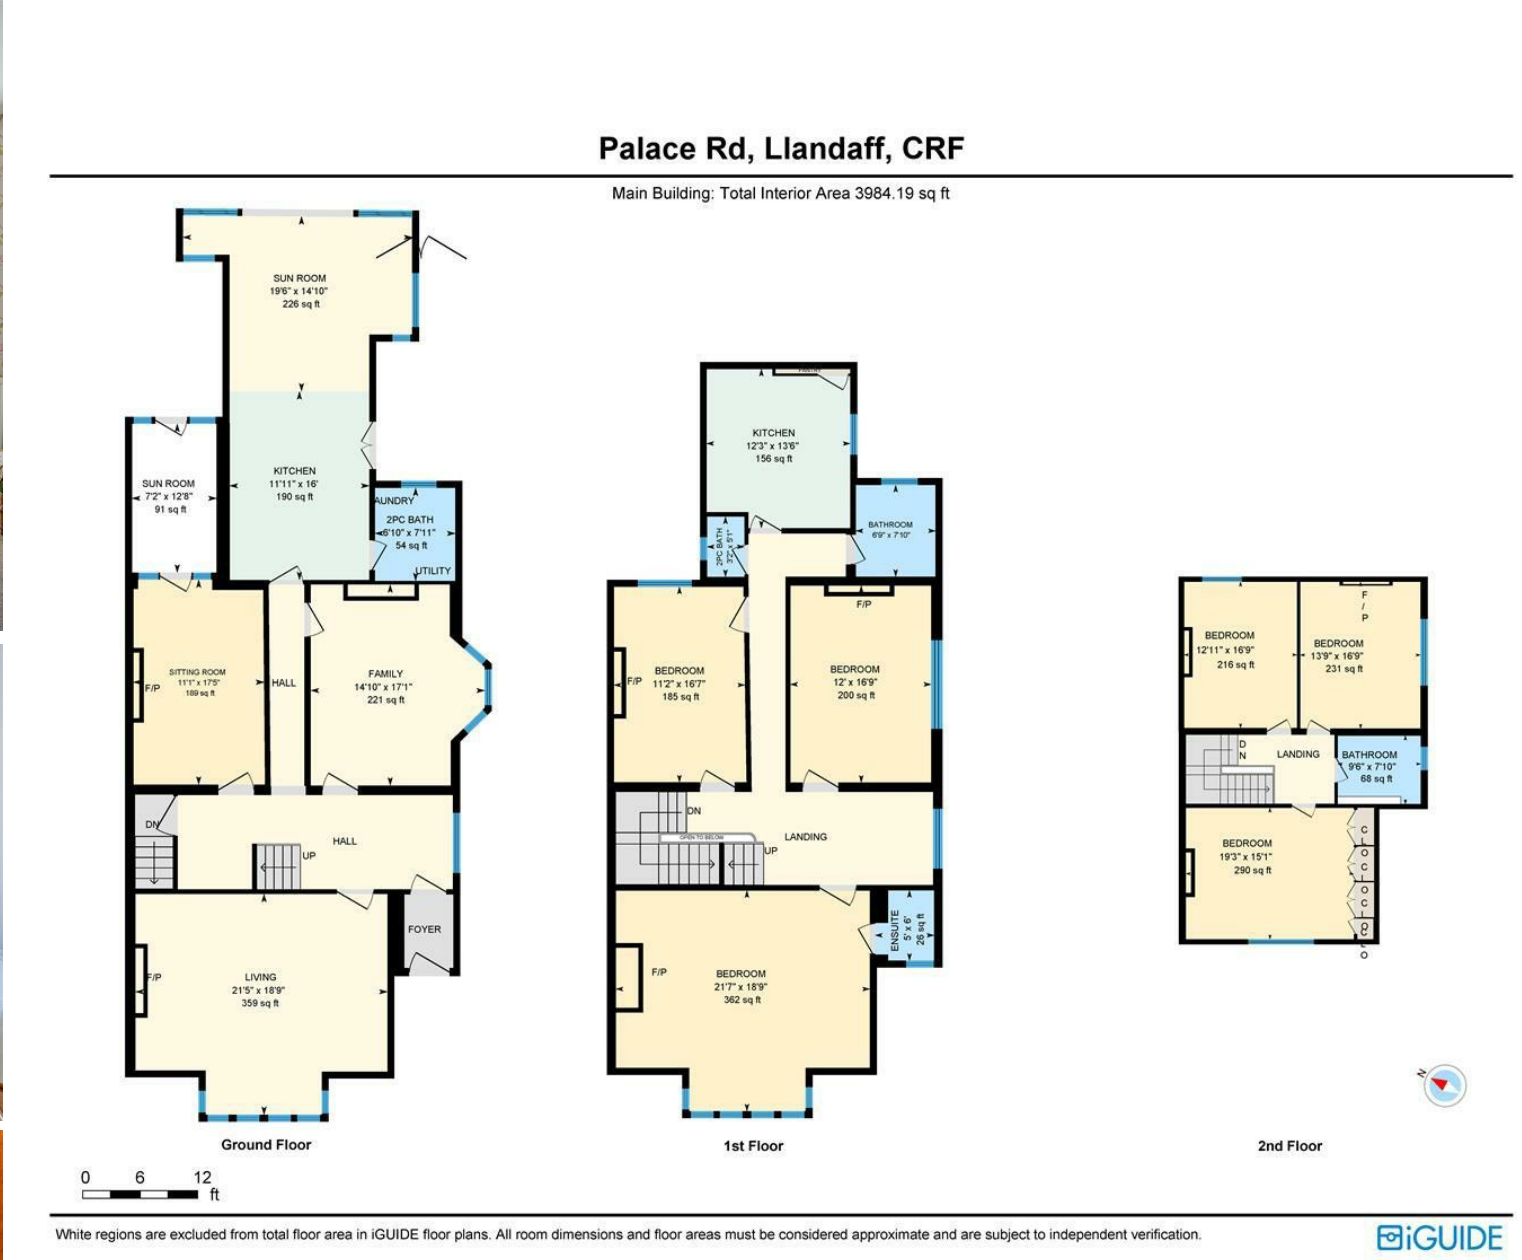 Palace Rd, Llandaff, CRF
Main Building: Total Interior Area 3984.19 sq ft
SUN ROOM
19'6" x 14'10"
226 sq ft
KITCHEN
11'11" x 16'
190 sq ft
SUN ROOM
7'2" x 12'8"
91 sq ft
AUNDRY
2PC BATH
6'10" x 7'11"
54 sq ft
UTILITY
SITTING ROOM
11'1" x 17'5"
189 sq ft
F/P
HALL
FAMILY
14'10" x 17'1"
221 sq ft
DN
HALL
UP
FOYER
F/P
LIVING
21'5" x 18'9"
359 sq ft
Ground Floor
PANTRY
KITCHEN
12'3" x 13'6"
156 sq ft
2PC BATH
3'2" x 5'1"
BATHROOM
6'9" x 7'10"
F/P
BEDROOM
11'2" x 16'7"
185 sq ft
F/P
BEDROOM
12' x 16'9"
200 sq ft
DN
OPEN TO BELOW
LANDING
UP
ENSUITE
5' x 6'
26 sq ft
F/P
BEDROOM
21'7" x 18'9"
362 sq ft
1st Floor
BEDROOM
12'11" x 16'9"
216 sq ft
F
/
P
BEDROOM
13'9" x 16'9"
231 sq ft
D
N
LANDING
BATHROOM
9'6" x 7'10"
68 sq ft
BEDROOM
19'3" x 15'1"
290 sq ft
C
L
O
C
L
O
C
L
O
C
L
O
2nd Floor
N
0 6 12
ft
White regions are excluded from total floor area in iGUIDE floor plans. All room dimensions and floor areas must be considered approximate and are subject to independent verification.
iGUIDE